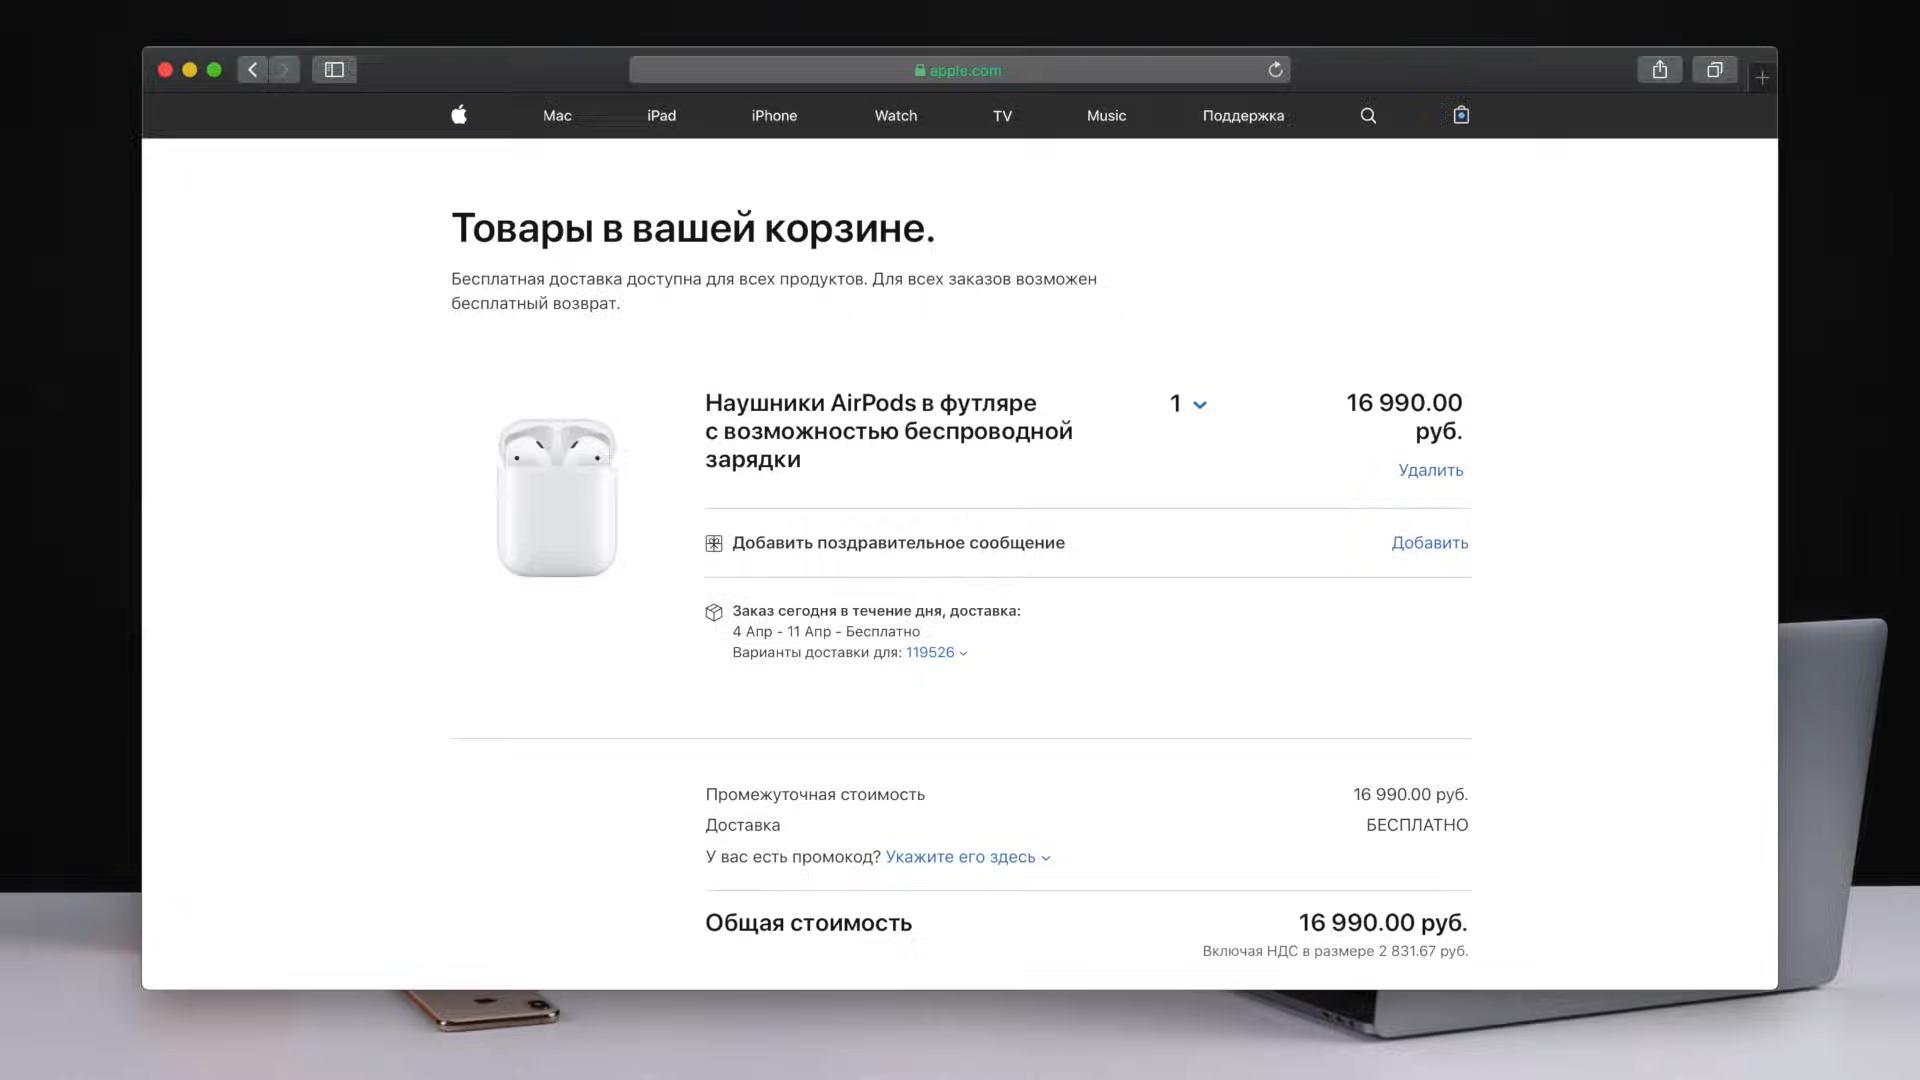 apple.com
Mac iPad iPhone Watch TV Music Поддержка
Товары в вашей корзине.
Бесплатная доставка доступна для всех продуктов. Для всех заказов возможен
бесплатный возврат.
Наушники AirPods в футляре
с возможностью беспроводной
зарядки
1
16 990.00
руб.
Удалить
Добавить поздравительное сообщение
Добавить
Заказ сегодня в течение дня, доставка:
4 Апр - 11 Апр - Бесплатно
Варианты доставки для: 119526
Промежуточная стоимость 16 990.00 руб.
Доставка БЕСПЛАТНО
У вас есть промокод? Укажите его здесь
Общая стоимость 16 990.00 руб.
Включая НДС в размере 2 831.67 руб.